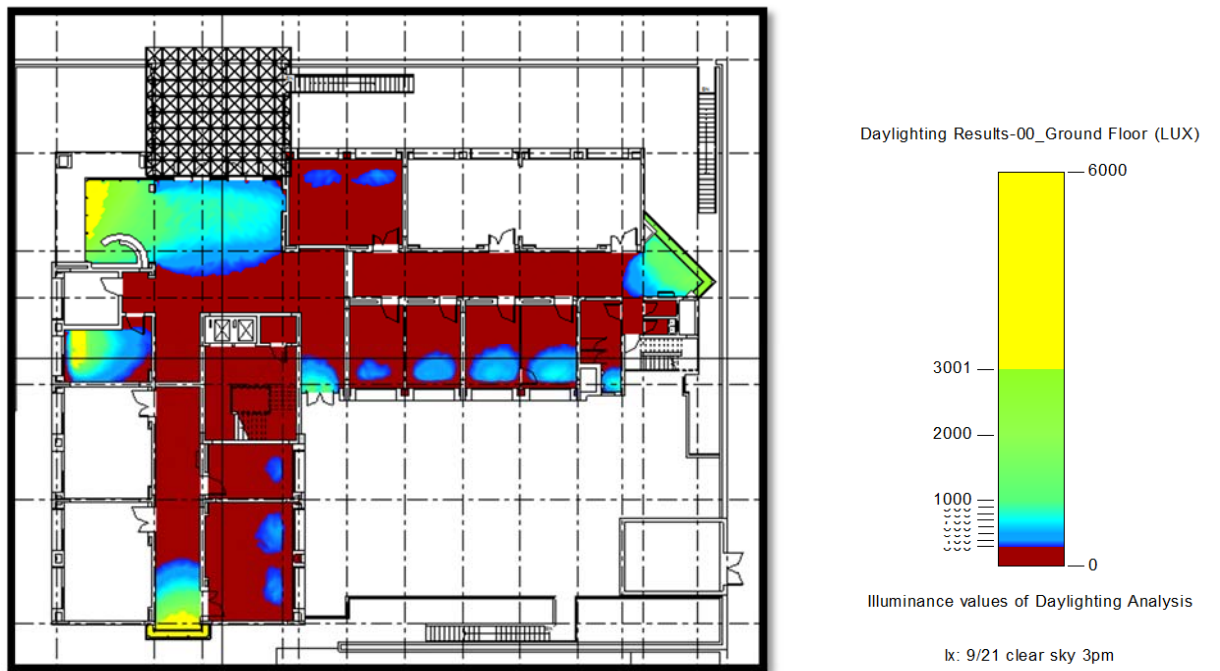 Daylighting Results-00_Ground Floor (LUX)
6000
3001
2000
1000
0
Illuminance values of Daylighting Analysis
lx: 9/21 clear sky 3pm